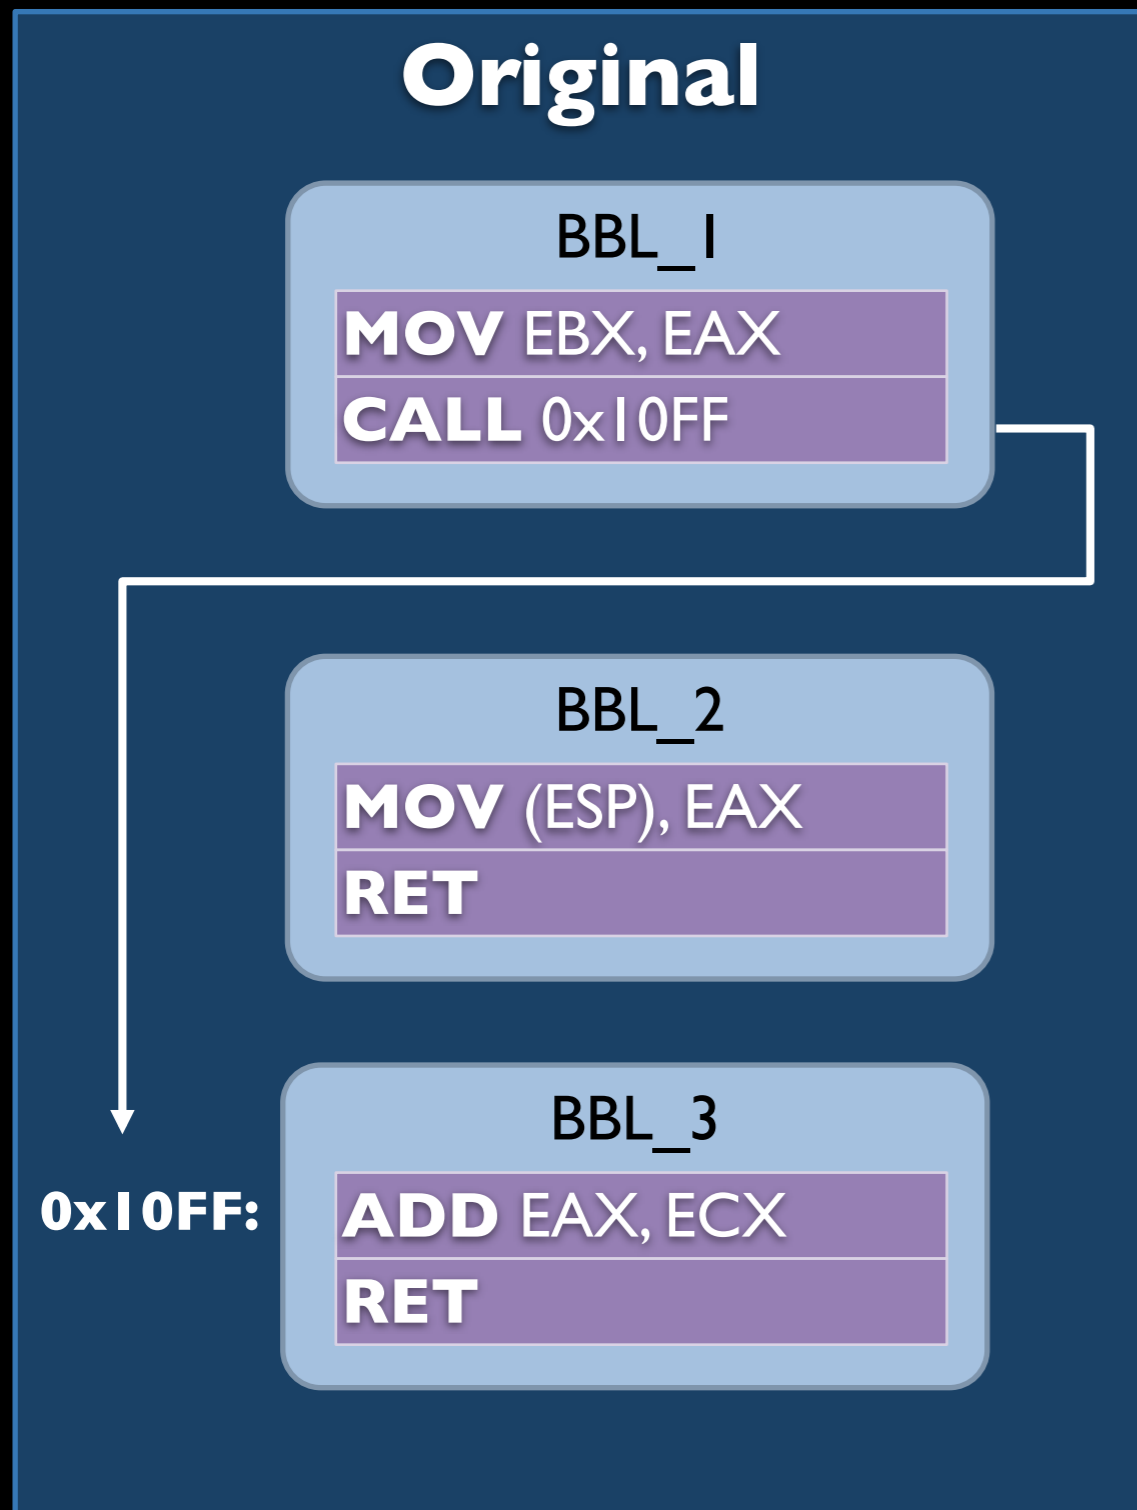 Original
BBL_1
MOV EBX, EAX
CALL 0x10FF
BBL_2
MOV (ESP), EAX
RET
BBL_3
0x10FF:
ADD EAX, ECX
RET